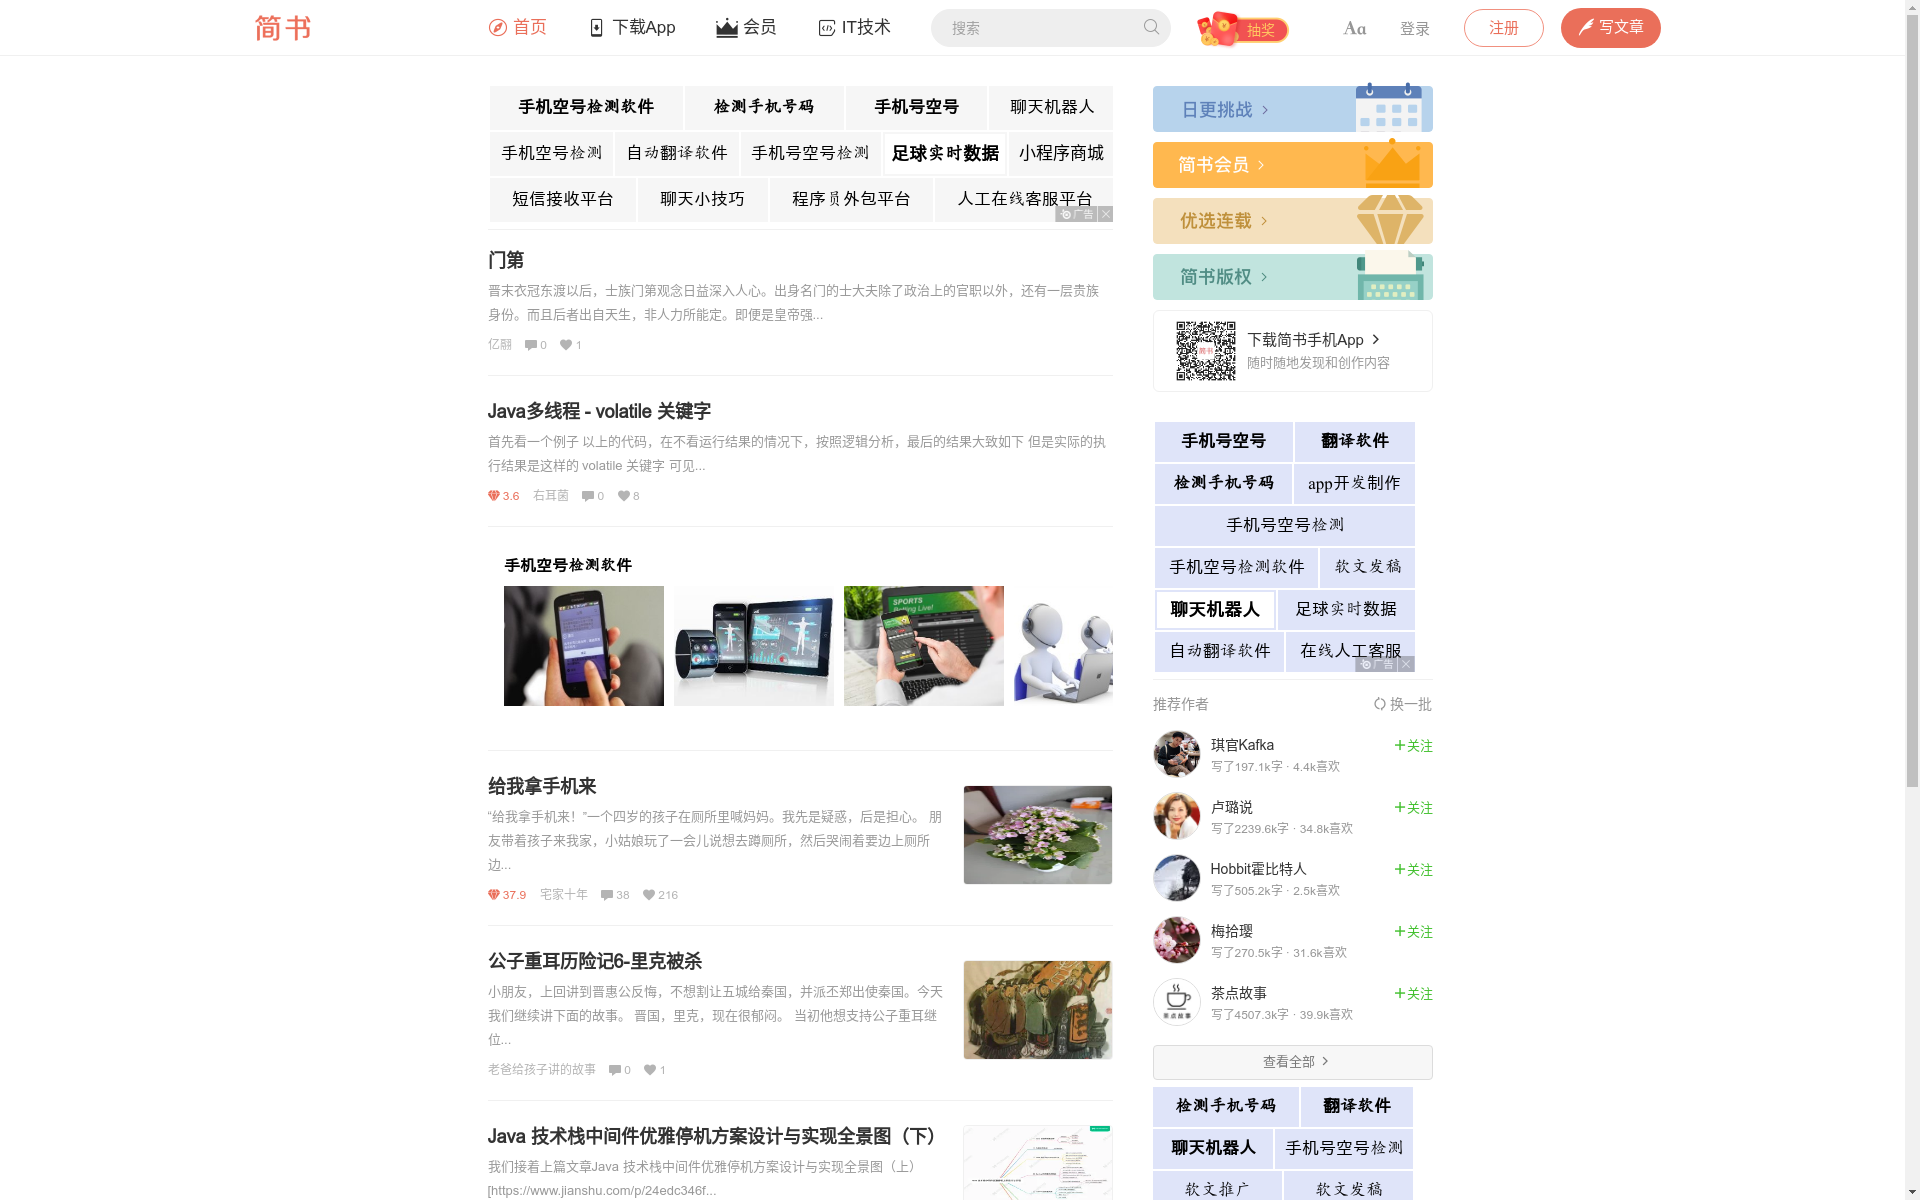 简书
首页
下载App
会员
IT技术
搜索
抽奖
Aa
登录
注册
写文章
手机空号检测软件
检测手机号码
手机号空号
聊天机器人
手机空号检测
自动翻译软件
手机号空号检测
足球实时数据
小程序商城
短信接收平台
聊天小技巧
程序员外包平台
人工在线客服平台
广告
门第
晋末衣冠东渡以后，士族门第观念日益深入人心。出身名门的士大夫除了政治上的官职以外，还有一层贵族
身份。而且后者出自天生，非人力所能定。即便是皇帝强...
亿翮 0 1
Java多线程 - volatile 关键字
首先看一个例子 以上的代码，在不看运行结果的情况下，按照逻辑分析，最后的结果大致如下 但是实际的执
行结果是这样的 volatile 关键字 可见...
3.6 右耳菌 0 8
手机空号检测软件
SPORTS
Betting Live!
给我拿手机来
“给我拿手机来！”一个四岁的孩子在厕所里喊妈妈。我先是疑惑，后是担心。 朋
友带着孩子来我家，小姑娘玩了一会儿说想去蹲厕所，然后哭闹着要边上厕所
边...
37.9 宅家十年 38 216
公子重耳历险记6-里克被杀
小朋友，上回讲到晋惠公反悔，不想割让五城给秦国，并派丕郑出使秦国。今天
我们继续讲下面的故事。 晋国，里克，现在很郁闷。 当初他想支持公子重耳继
位...
老爸给孩子讲的故事 0 1
Java 技术栈中间件优雅停机方案设计与实现全景图（下）
我们接着上篇文章Java 技术栈中间件优雅停机方案设计与实现全景图（上）
[https://www.jianshu.com/p/24edc346f...
日更挑战
简书会员
优选连载
简书版权
简书
下载简书手机App
随时随地发现和创作内容
手机号空号
翻译软件
检测手机号码
app开发制作
手机号空号检测
手机空号检测软件
软文发稿
聊天机器人
足球实时数据
自动翻译软件
在线人工客服
广告
推荐作者
换一批
琪官Kafka
关注
写了197.1k字 · 4.4k喜欢
卢璐说
关注
写了2239.6k字 · 34.8k喜欢
Hobbit霍比特人
关注
写了505.2k字 · 2.5k喜欢
梅拾璎
关注
写了270.5k字 · 31.6k喜欢
茶点故事
茶点故事
关注
写了4507.3k字 · 39.9k喜欢
查看全部
检测手机号码
翻译软件
聊天机器人
手机号空号检测
软文推广
软文发稿